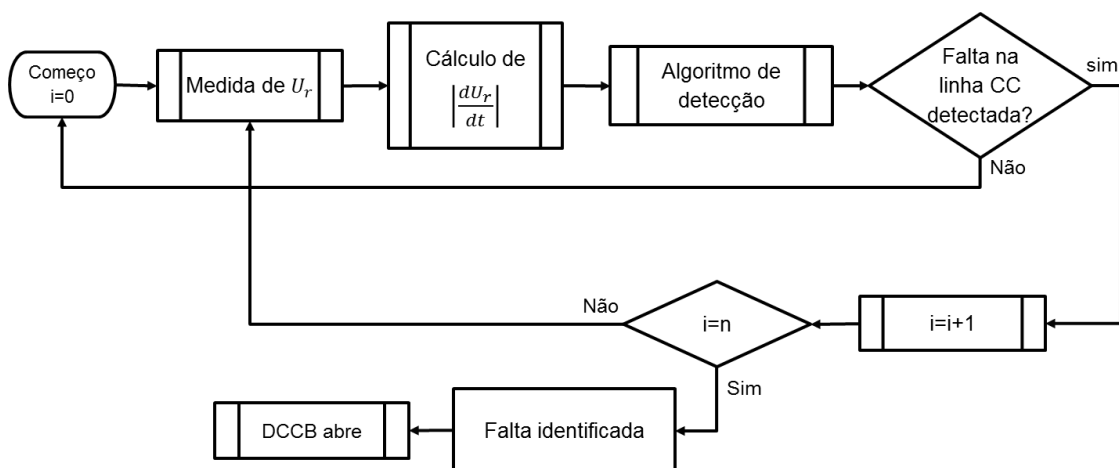 Começo
i=0
Medida de U_r
Cálculo de
|dU_r/dt|
Algoritmo de
detecção
Falta na
linha CC
detectada?
sim
Não
i=i+1
i=n
Não
Sim
Falta identificada
DCCB abre